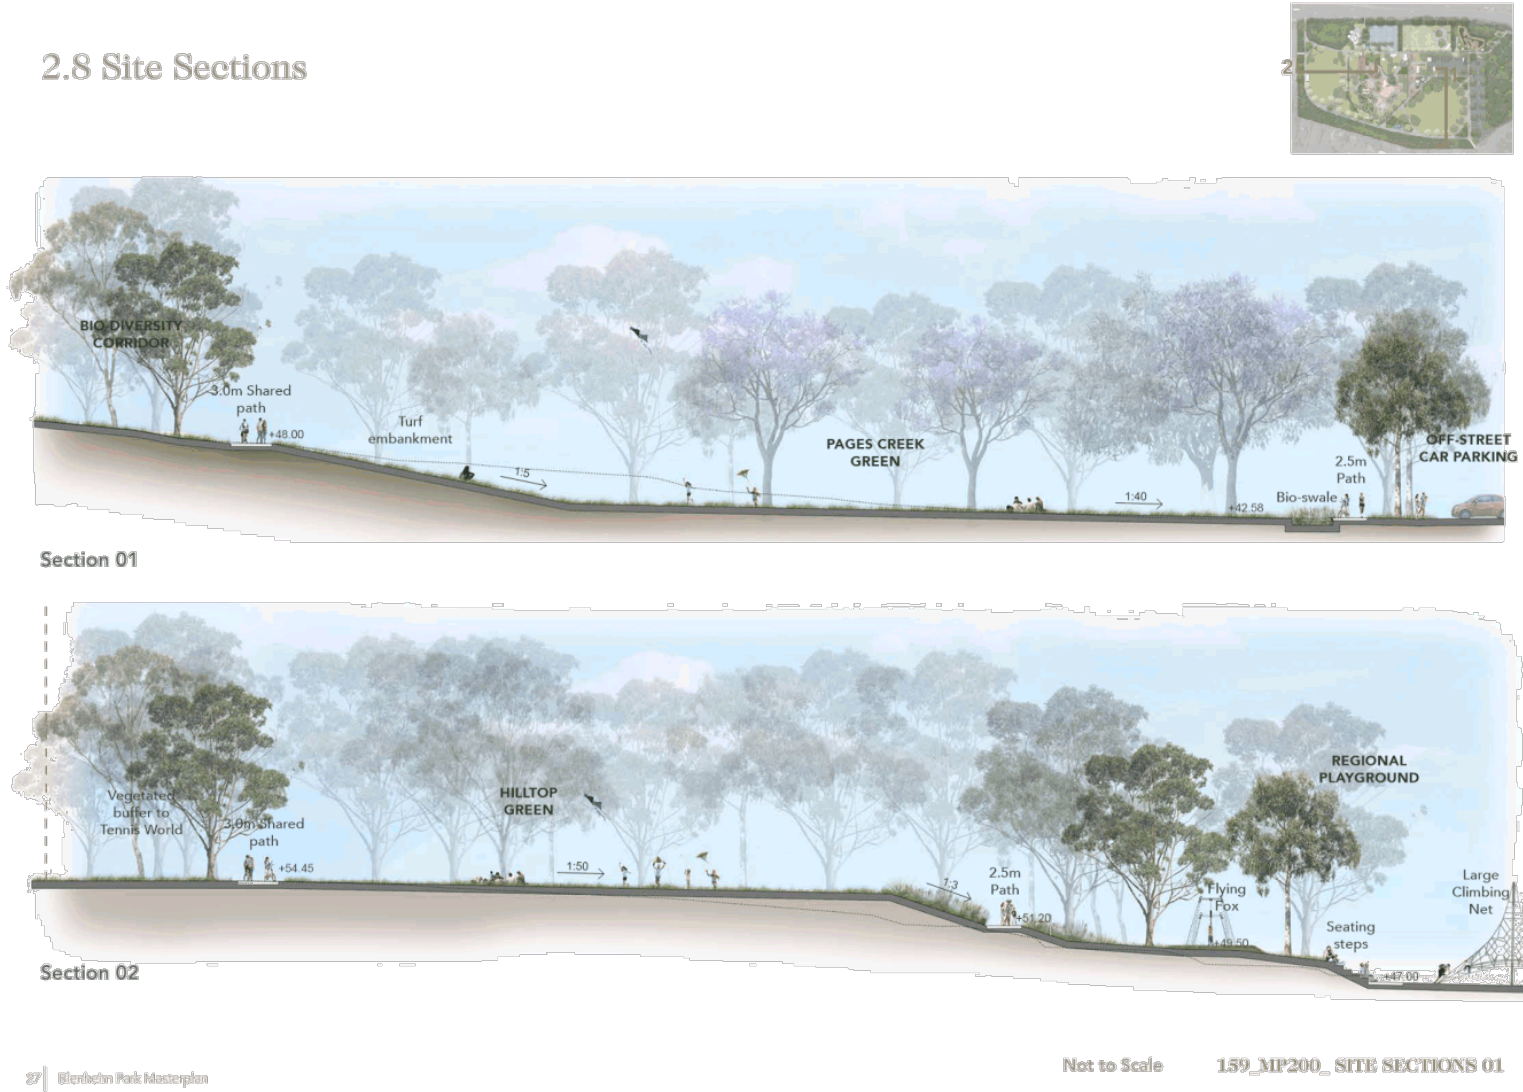 2.8 Site Sections
2
BIO-DIVERSITY
CORRIDOR
3.0m Shared
path
+48.00
Turf
embankment
1:5
PAGES CREEK
GREEN
1:40
+42.58
Bio-swale
2.5m
Path
OFF-STREET
CAR PARKING
Section 01
Vegetated
buffer to
Tennis World
3.0m Shared
path
+54.45
HILLTOP
GREEN
1:50
1:3
2.5m
Path
+51.20
Flying
Fox
+49.50
REGIONAL
PLAYGROUND
Seating
steps
+47.00
Large
Climbing
Net
Section 02
27
Blenheim Park Masterplan
Not to Scale
159_MP200_ SITE SECTIONS 01